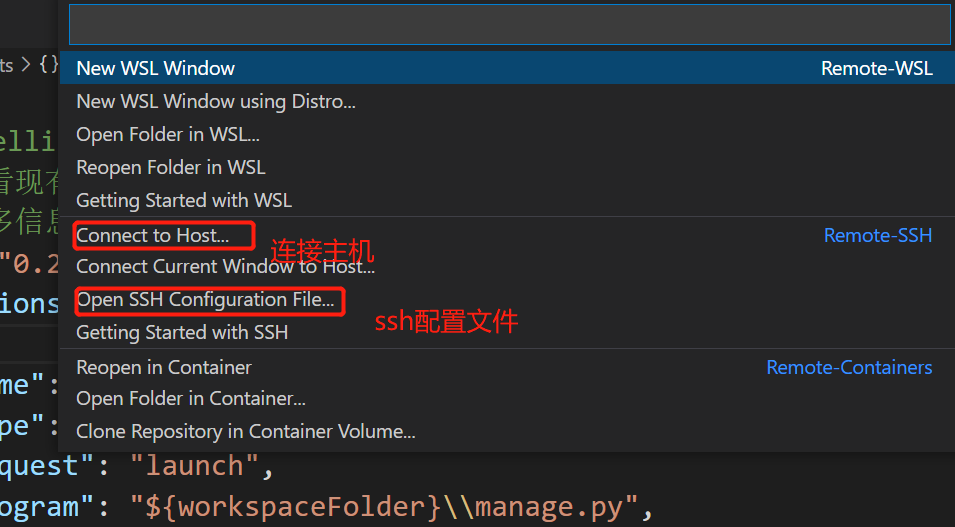 ts > {}
New WSL Window Remote-WSL
New WSL Window using Distro...
Open Folder in WSL...
elli
Reopen Folder in WSL
看现有
Getting Started with WSL
多信息
Connect to Host... Remote-SSH
连接主机
"0.2
Connect Current Window to Host...
ions
Open SSH Configuration File...
ssh配置文件
Getting Started with SSH
Reopen in Container Remote-Containers
me":
Open Folder in Container...
pe":
Clone Repository in Container Volume...
quest": "launch",
ogram": "${workspaceFolder}\\manage.py",